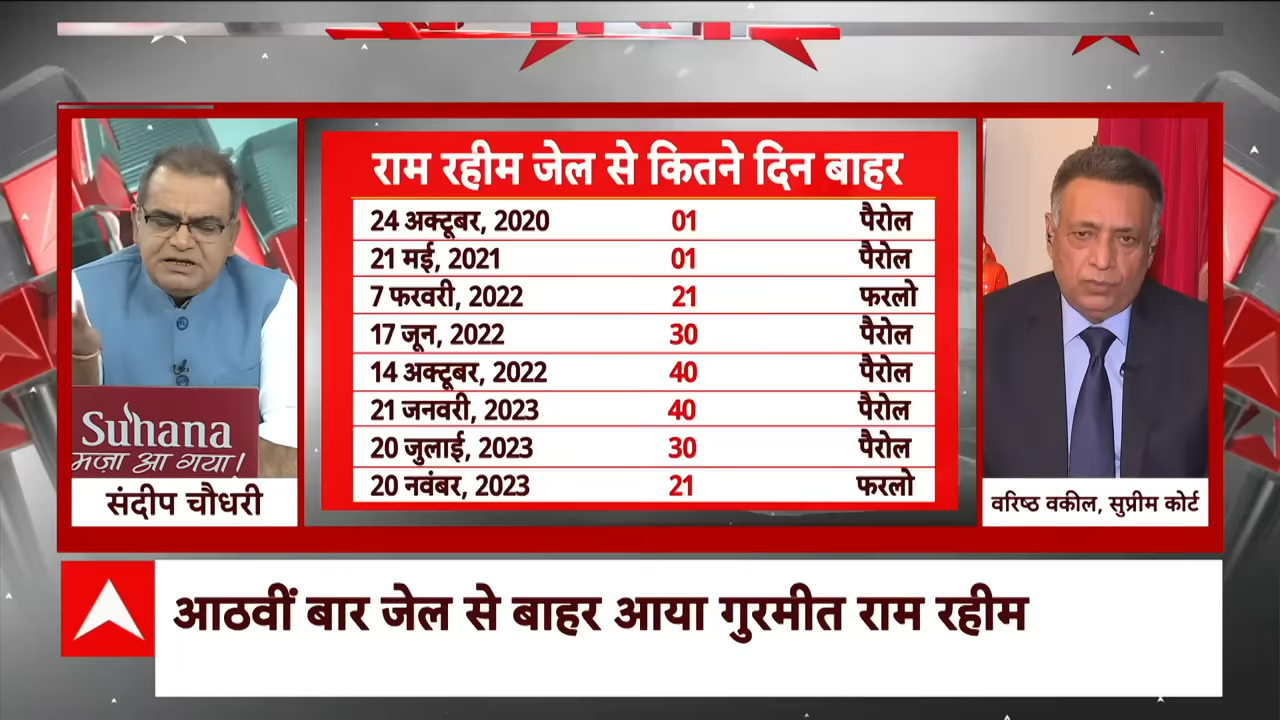 राम रहीम जेल से कितने दिन बाहर
24 अक्टूबर, 2020 01 पैरोल
21 मई, 2021 01 पैरोल
7 फरवरी, 2022 21 फरलो
17 जून, 2022 30 पैरोल
14 अक्टूबर, 2022 40 पैरोल
21 जनवरी, 2023 40 पैरोल
20 जुलाई, 2023 30 पैरोल
20 नवंबर, 2023 21 फरलो
Suhana
मज़ा आ गया!
संदीप चौधरी
वरिष्ठ वकील, सुप्रीम कोर्ट
आठवीं बार जेल से बाहर आया गुरमीत राम रहीम